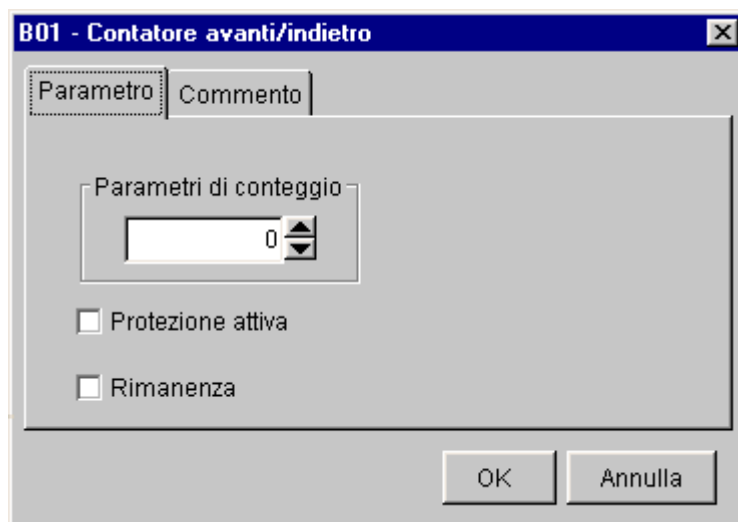 B01 - Contatore avanti/indietro
Parametro Commento
Parametri di conteggio
0
Protezione attiva
Rimanenza
OK Annulla